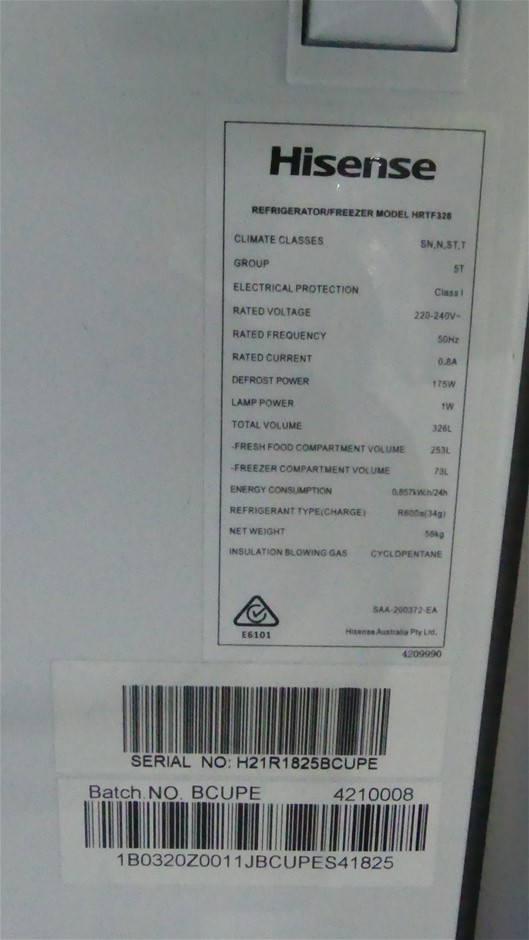 Hisense
REFRIGERATOR/FREEZER MODEL HRTF326
CLIMATE CLASSES SN,N,ST,T
GROUP 5T
ELECTRICAL PROTECTION Class I
RATED VOLTAGE 220-240V~
RATED FREQUENCY 50Hz
RATED CURRENT 0.8A
DEFROST POWER 175W
LAMP POWER 1W
TOTAL VOLUME 326L
-FRESH FOOD COMPARTMENT VOLUME 253L
-FREEZER COMPARTMENT VOLUME 73L
ENERGY CONSUMPTION 0.857kWh/24h
REFRIGERANT TYPE(CHARGE) R600a(34g)
NET WEIGHT
INSULATION BLOWING GAS CYCLOPENTANE
SAA-200372-EA
E6101 Hisense Australia Pty Ltd.
4209990
SERIAL NO: H21R1825BCUPE
Batch.NO. BCUPE 4210008
1B0320Z0011JBCUPES41825